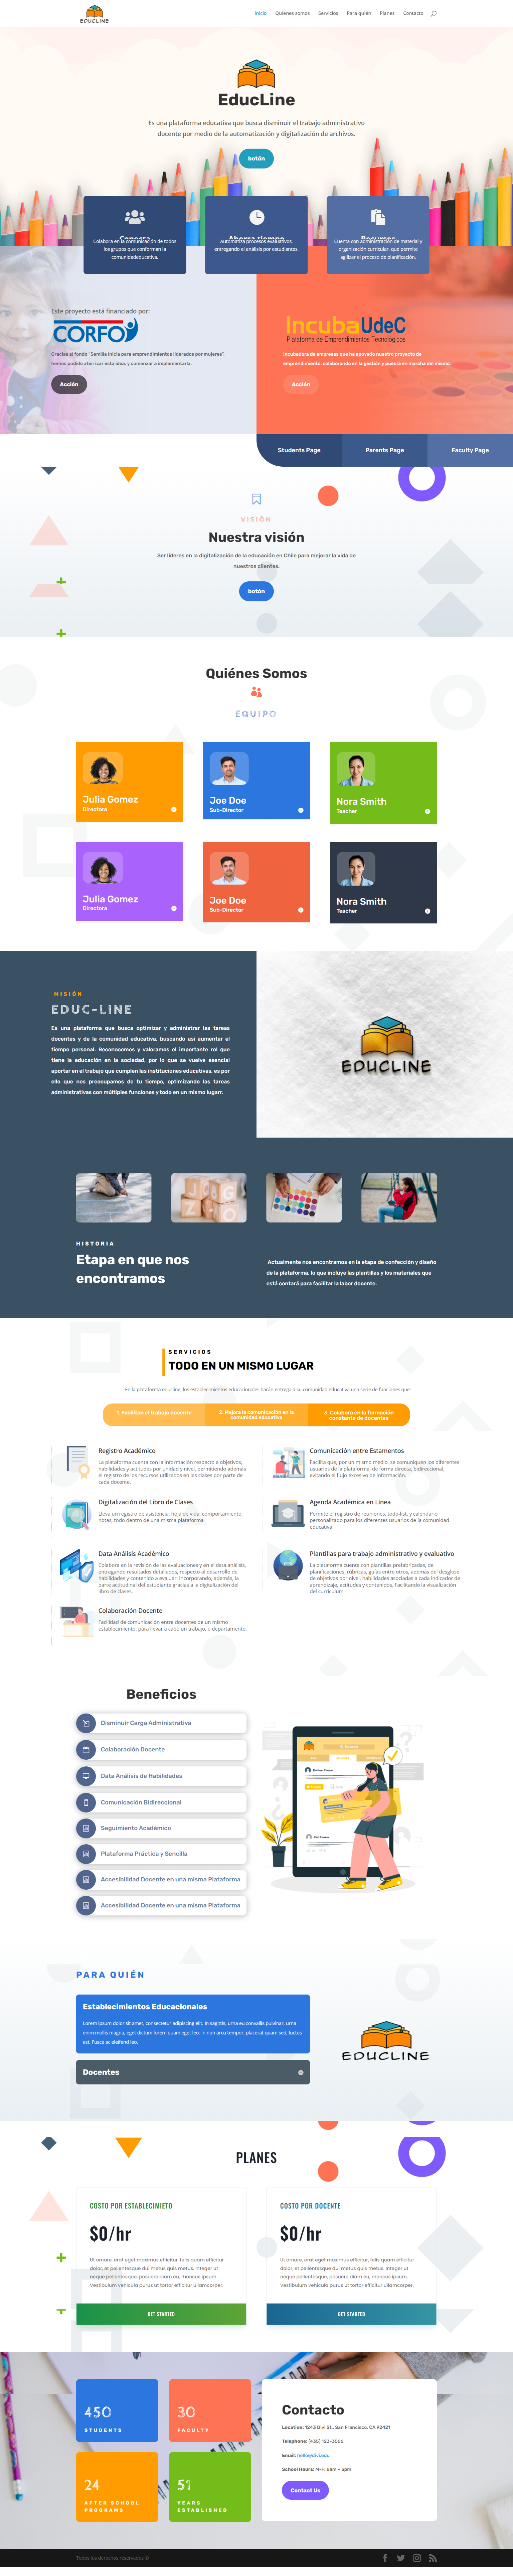 EDUCLINE
Inicio Quienes somos Servicios Para quién Planes Contacto
EducLine
Es una plataforma educativa que busca disminuir el trabajo administrativo
docente por medio de la automatización y digitalización de archivos.
botón
Conecta
Colabora en la comunicación de todos
los grupos que conforman la
comunidadeducativa.
Ahorra tiempo
Automatiza procesos evaluativos,
entregando el análisis por estudiantes.
Recursos
Cuenta con administración de material y
organización curricular, que permite
agilizar el proceso de planificación.
Este proyecto está financiado por:
CORFO
Gracias al fondo "Semilla Inicia para emprendimientos liderados por mujeres",
hemos podido aterrizar esta idea, y comenzar a implementarla.
Acción
IncubaUdeC
Plataforma de Emprendimientos Tecnológicos
Incubadora de empresas que ha apoyado nuestro proyecto de
emprendimiento, colaborando en la gestión y puesta en marcha del mismo.
Acción
Students Page
Parents Page
Faculty Page
VISIÓN
Nuestra visión
Ser líderes en la digitalización de la educación en Chile para mejorar la vida de
nuestros clientes.
botón
Quiénes Somos
EQUIPO
Julia Gomez
Directora
Joe Doe
Sub-Director
Nora Smith
Teacher
Julia Gomez
Directora
Joe Doe
Sub-Director
Nora Smith
Teacher
MISIÓN
EDUC-LINE
Es una plataforma que busca optimizar y administrar las tareas
docentes y de la comunidad educativa, buscando así aumentar el
tiempo personal. Reconocemos y valoramos el importante rol que
tiene la educación en la sociedad, por lo que se vuelve esencial
aportar en el trabajo que cumplen las instituciones educativas, es por
ello que nos preocupamos de tu tiempo, optimizando las tareas
administrativas con múltiples funciones y todo en un mismo lugarr.
EDUCLINE
HISTORIA
Etapa en que nos
encontramos
Actualmente nos encontramos en la etapa de confección y diseño
de la plataforma, lo que incluye las plantillas y los materiales que
está contará para facilitar la labor docente.
SERVICIOS
TODO EN UN MISMO LUGAR
En la plataforma educline, los establecimientos educacionales harán entrega a su comunidad educativa una serie de funciones que:
1. Facilitan el trabajo docente
2. Mejora la comunicación en la
comunidad educativa
3. Colabora en la formación
constante de docentes
Registro Académico
La plataforma cuenta con la información respecto a objetivos,
habilidades y actitudes por unidad y nivel, permitiendo además
el registro de los recursos utilizados en las clases por parte de
cada docente.
Comunicación entre Estamentos
Facilita que, por un mismo medio, se comuniquen los diferentes
usuarios de la plataforma, de forma directa, bidireccional,
evitando el flujo excesivo de información.
Digitalización del Libro de Clases
Lleva un registro de asistencia, hoja de vida, comportamiento,
notas, todo dentro de una misma plataforma.
Agenda Académica en Línea
Permite el registro de reuniones, todo-list, y calendario
personalizado para los diferentes usuarios de la comunidad
educativa.
Data Análisis Académico
Colabora en la revisión de las evaluaciones y en el data análisis,
entregando resultados detallados, respecto al desarrollo de
habilidades y contenidos a evaluar. Incorporando, además, la
parte actitudinal del estudiante gracias a la digitalización del
libro de clases.
Plantillas para trabajo administrativo y evaluativo
La plataforma cuenta con plantillas prefabricadas, de
planificaciones, rúbricas, guías entre otros, además del desglose
de objetivos por nivel, habilidades asociadas a cada indicador de
aprendizaje, actitudes y contenidos. Facilitando la visualización
del currículum.
Colaboración Docente
Facilidad de comunicación entre docentes de un mismo
establecimiento, para llevar a cabo un trabajo, o departamento.
Beneficios
Disminuir Carga Administrativa
Colaboración Docente
Data Análisis de Habilidades
Comunicación Bidireccional
Seguimiento Académico
Plataforma Práctica y Sencilla
Accesibilidad Docente en una misma Plataforma
Accesibilidad Docente en una misma Plataforma
PARA QUIÉN
Establecimientos Educacionales
Lorem ipsum dolor sit amet, consectetur adipiscing elit. In sagittis, urna eu convallis pulvinar, urna
enim mollis magna, eget dictum lorem quam eget leo. In non arcu tempor, placerat quam sed, luctus
est. Fusce ac eleifend leo.
Docentes
EDUCLINE
PLANES
COSTO POR ESTABLECIMIETO
$0/hr
Ut ornare, erat eget maximus efficitur, felis quam efficitur
dolor, et pellentesque dui metus quis metus. Integer ut
neque pellentesque, posuere diam eu, rhoncus ipsum.
Vestibulum vehicula purus ut tortor efficitur ullamcorper.
GET STARTED
COSTO POR DOCENTE
$0/hr
Ut ornare, erat eget maximus efficitur, felis quam efficitur
dolor, et pellentesque dui metus quis metus. Integer ut
neque pellentesque, posuere diam eu, rhoncus ipsum.
Vestibulum vehicula purus ut tortor efficitur ullamcorper.
GET STARTED
450
STUDENTS
30
FACULTY
24
AFTER SCHOOL
PROGRAMS
51
YEARS
ESTABLISHED
Contacto
Location: 1243 Divi St., San Francisco, CA 92421
Telephono: (435) 123-3566
Email: hello@divi.edu
School Hours: M-F: 8am - 3pm
Contact Us
Todos los derechos reservados ©